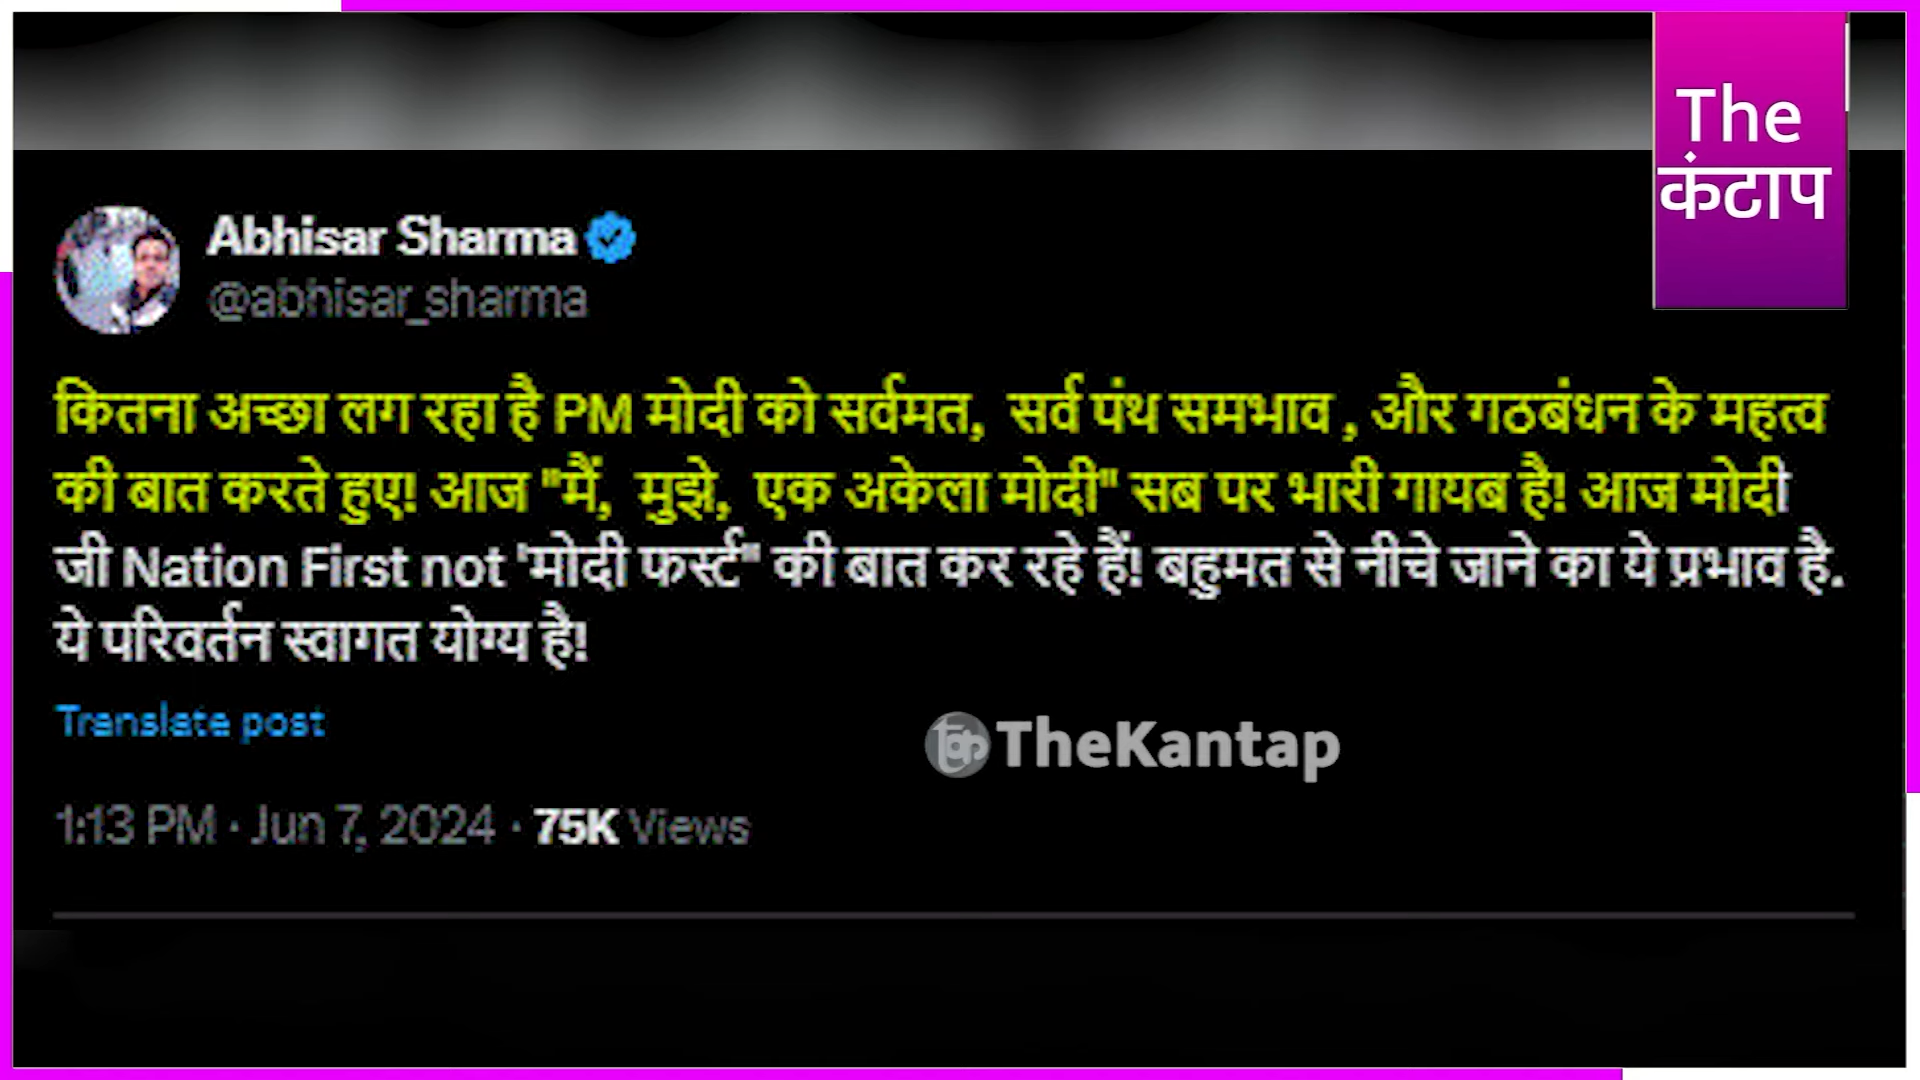 The
कंटाप
Abhisar Sharma
@abhisar_sharma
कितना अच्छा लग रहा है PM मोदी को सर्वमत, सर्व पंथ समभाव , और गठबंधन के महत्व
की बात करते हुए! आज "मैं, मुझे, एक अकेला मोदी" सब पर भारी गायब है! आज मोदी
जी Nation First not 'मोदी फर्स्ट" की बात कर रहे हैं! बहुमत से नीचे जाने का ये प्रभाव है.
ये परिवर्तन स्वागत योग्य है!
Translate post
TheKantap
1:13 PM · Jun 7, 2024 · 75K Views